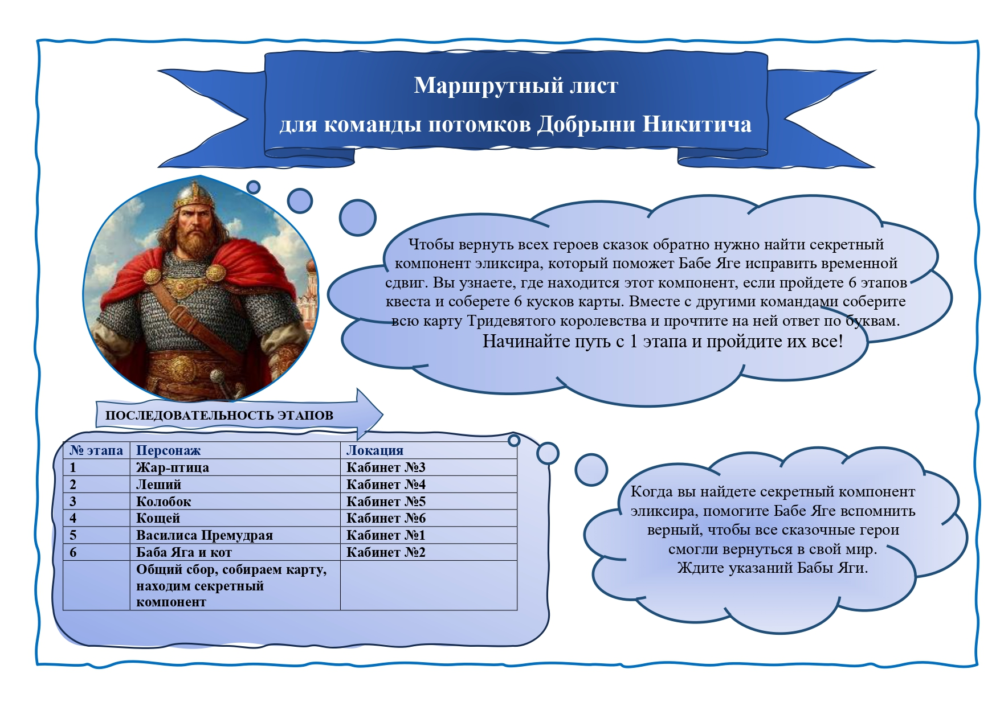 Маршрутный лист
для команды потомков Добрыни Никитича
Чтобы вернуть всех героев сказок обратно нужно найти секретный
компонент эликсира, который поможет Бабе Яге исправить временной
сдвиг. Вы узнаете, где находится этот компонент, если пройдете 6 этапов
квеста и соберете 6 кусков карты. Вместе с другими командами соберите
всю карту Тридевятого королевства и прочтите на ней ответ по буквам.
Начинайте путь с 1 этапа и пройдите их все!
ПОСЛЕДОВАТЕЛЬНОСТЬ ЭТАПОВ
№ этапа Персонаж Локация
1 Жар-птица Кабинет №3
2 Леший Кабинет №4
3 Колобок Кабинет №5
4 Кощей Кабинет №6
5 Василиса Премудрая Кабинет №1
6 Баба Яга и кот Кабинет №2
Общий сбор, собираем карту,
находим секретный
компонент
Когда вы найдете секретный компонент
эликсира, помогите Бабе Яге вспомнить
верный, чтобы все сказочные герои
смогли вернуться в свой мир.
Ждите указаний Бабы Яги.